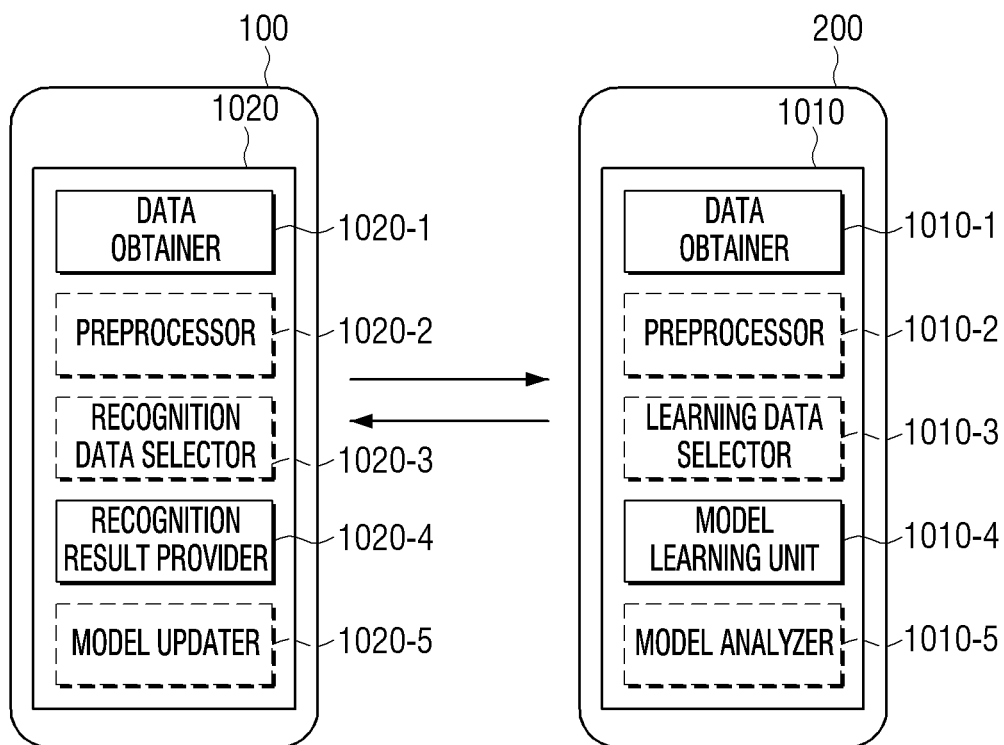 100
1020
DATA
OBTAINER
1020-1
PREPROCESSOR
1020-2
RECOGNITION
DATA SELECTOR
1020-3
RECOGNITION
RESULT PROVIDER
1020-4
MODEL UPDATER
1020-5
200
1010
DATA
OBTAINER
1010-1
PREPROCESSOR
1010-2
LEARNING DATA
SELECTOR
1010-3
MODEL
LEARNING UNIT
1010-4
MODEL ANALYZER
1010-5